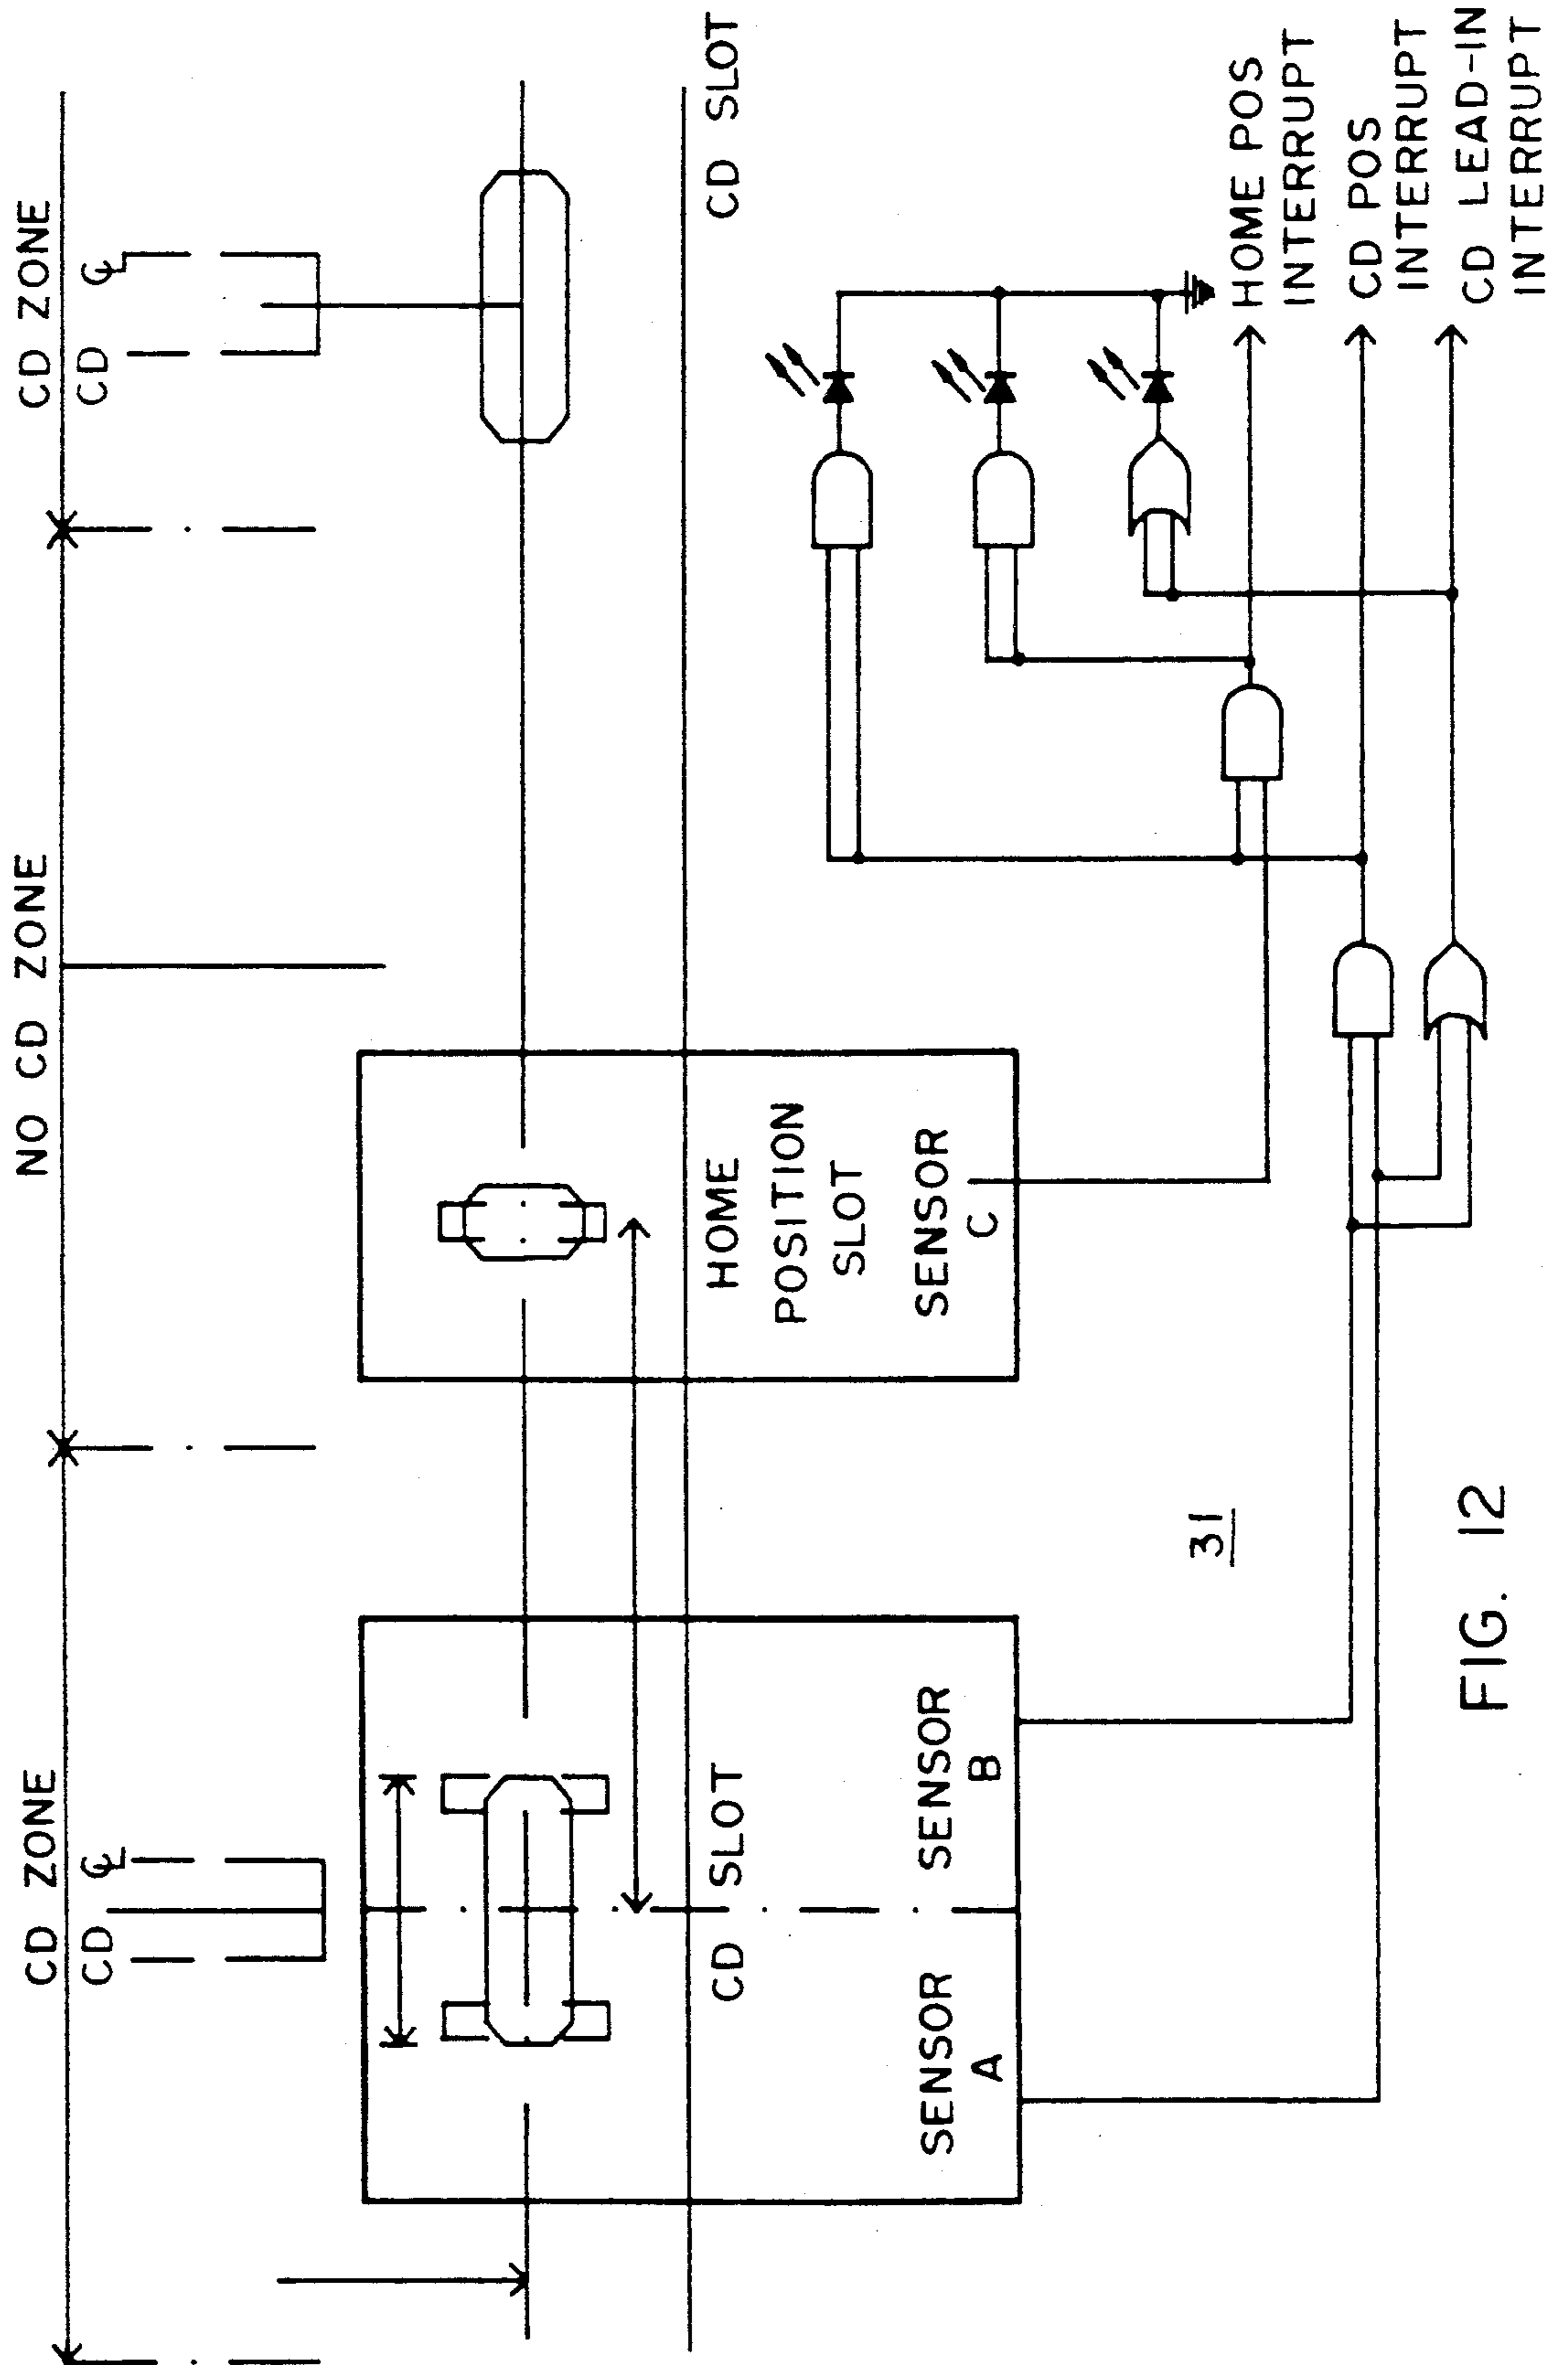 CD ZONE
NO CD ZONE
CD ZONE
CD ℄
CD ℄
CD SLOT
HOME
POSITION
SLOT
CD SLOT
SENSOR
A
SENSOR
B
SENSOR
C
HOME POS
INTERRUPT
CD POS
INTERRUPT
CD LEAD-IN
INTERRUPT
31
FIG. 12